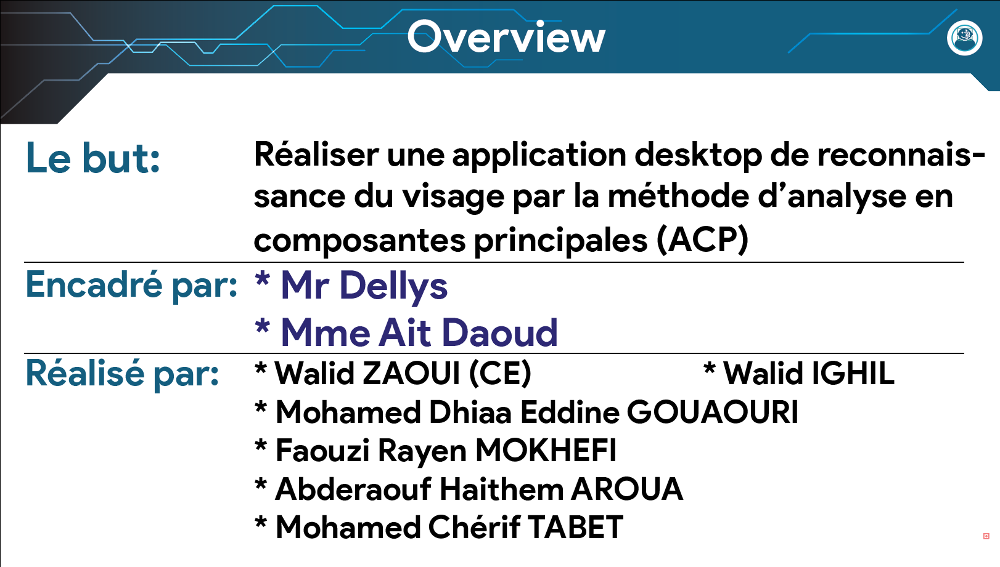 Overview
Le but:
Réaliser une application desktop de reconnais-
sance du visage par la méthode d’analyse en
composantes principales (ACP)
Encadré par:
* Mr Dellys
* Mme Ait Daoud
Réalisé par:
* Walid ZAOUI (CE)
* Walid IGHIL
* Mohamed Dhiaa Eddine GOUAOURI
* Faouzi Rayen MOKHEFI
* Abderaouf Haithem AROUA
* Mohamed Chérif TABET